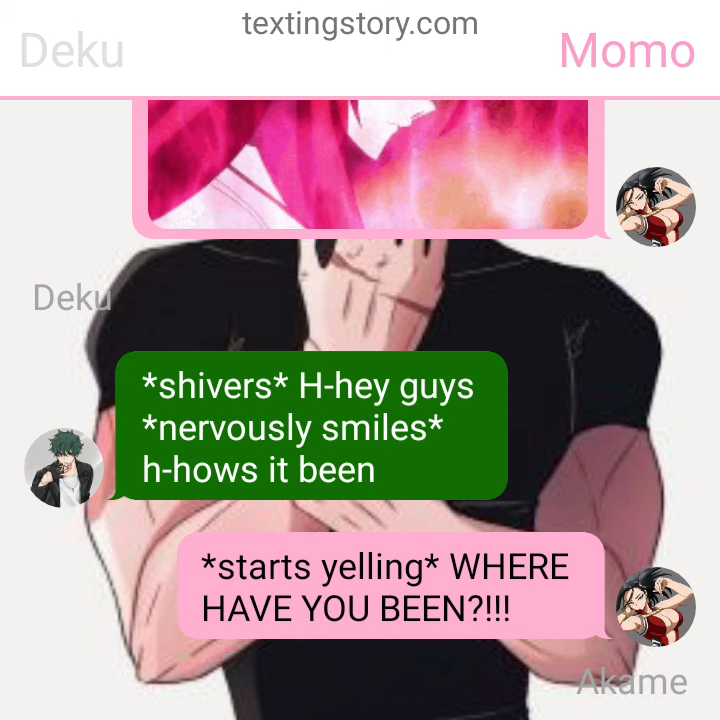 textingstory.com
Deku
Momo
Deku
*shivers* H-hey guys
*nervously smiles*
h-hows it been
*starts yelling* WHERE
HAVE YOU BEEN?!!!
Akame